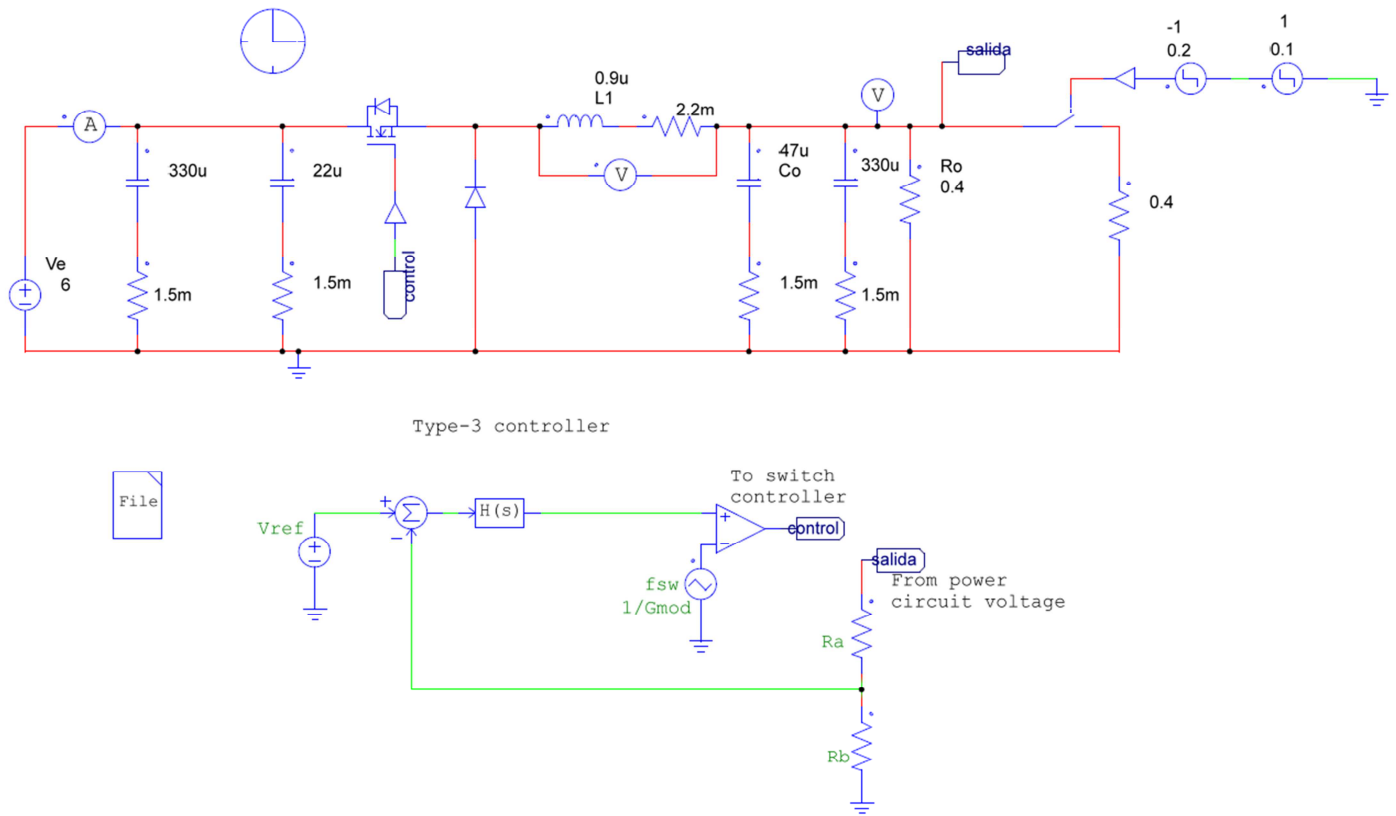 -1
0.2
1
0.1
salida
A
0.9u
L1
2.2m
V
V
330u
22u
47u
Co
330u
Ro
0.4
0.4
Ve
6
1.5m
1.5m
control
1.5m
1.5m
Type-3 controller
File
Vref
+
-
Σ
H(s)
To switch
controller
+
-
control
fsw
1/Gmod
salida
From power
circuit voltage
Ra
Rb